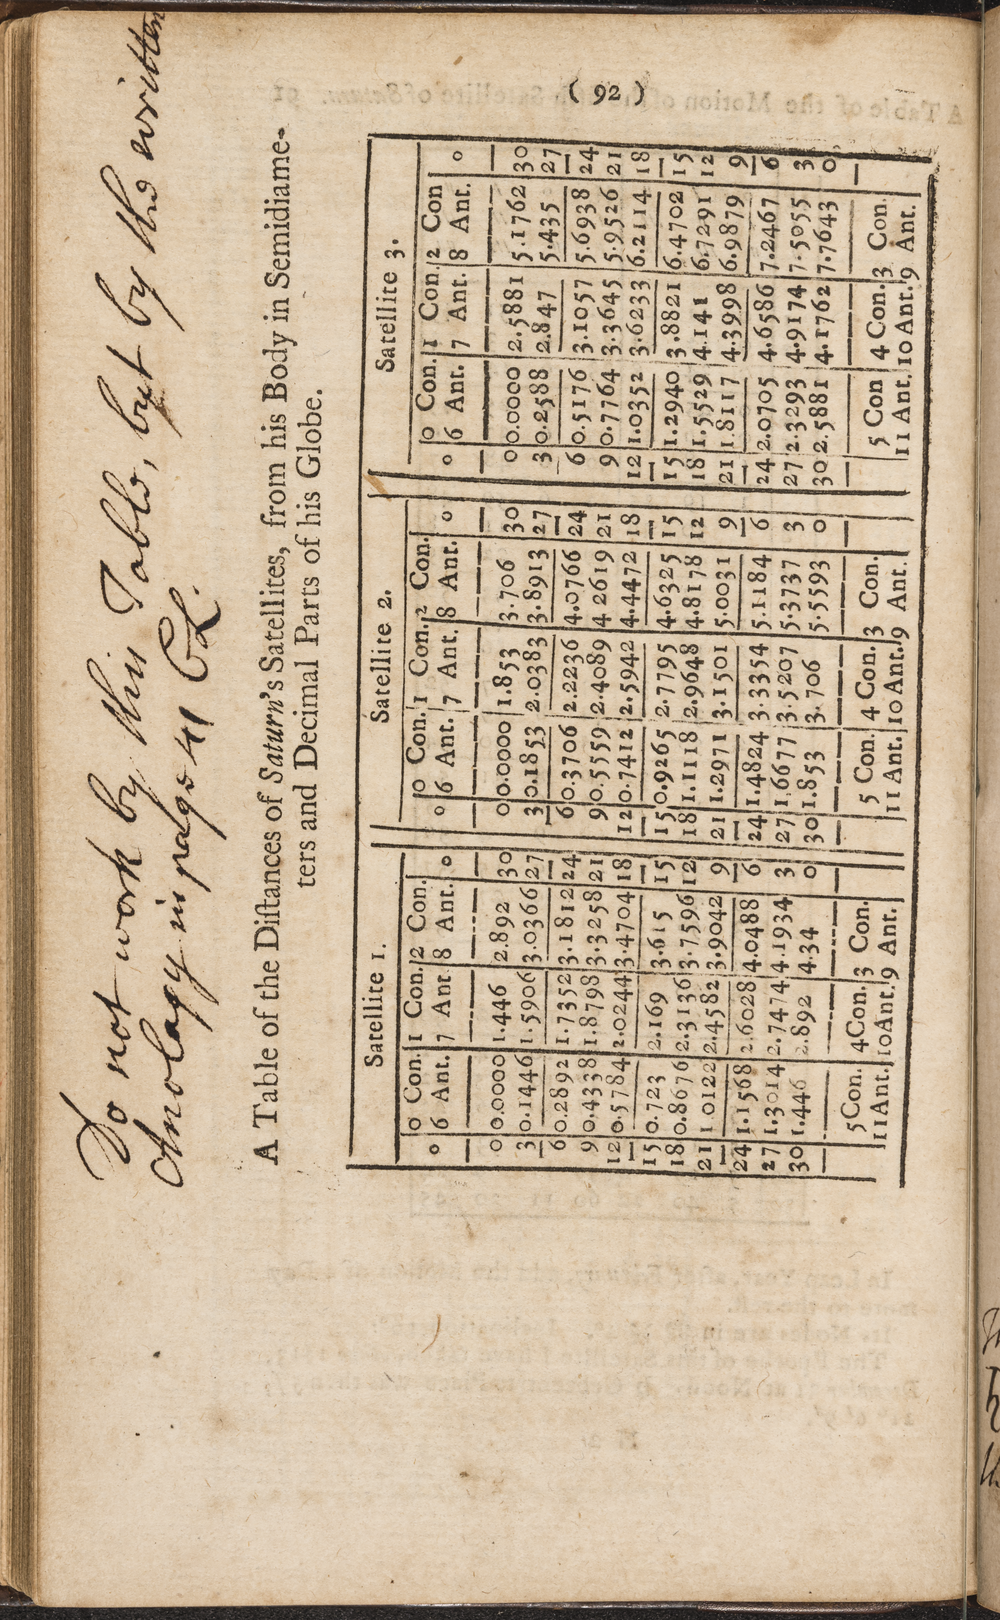 ( 92 )
Do not work by this Table, but by the written
Anology in page 41 GL.
A Table of the Diſtances of Saturn's Satellites, from his Body in Semidiame-
ters and Decimal Parts of his Globe.
Satellite 1.
o | 0 Con. | 1 Con. | 2 Con. | o
6 Ant. | 7 Ant | 8 Ant.
0 | 0.0000 | 1.446 | 2.892 | 30
3 | 0.1446 | 1.5906 | 3.0366 | 27
6 | 0.2892 | 1.7352 | 3.1812 | 24
9 | 0.4338 | 1.8798 | 3.3258 | 21
12 | 0.5784 | 2.0244 | 3.4704 | 18
15 | 0.723 | 2.169 | 3.615 | 15
18 | 0.8676 | 2.3136 | 3.7596 | 12
21 | 1 0122 | 2.4582 | 3.9042 | 9
24 | 1.1568 | 2.6028 | 4.0488 | 6
27 | 1.3014 | 2.7474 | 4.1934 | 3
30 | 1.446 | 2.892 | 4.34 | 0
5 Con. | 4 Con. | 3 Con.
11 Ant. | 10 Ant. | 9 Ant.
Satellite 2.
o | 0 Con. | 1 Con. | 2 Con. | o
6 Ant. | 7 Ant. | 8 Ant.
0 | 0.0000 | 1.853 | 3.706 | 30
3 | 0.1853 | 2.0383 | 3.8913 | 27
6 | 0.3706 | 2.2236 | 4.0766 | 24
9 | 0.5559 | 2.4089 | 4 2619 | 21
12 | 0.7412 | 2.5942 | 4.4472 | 18
15 | 0.9265 | 2.7795 | 4.6325 | 15
18 | 1.1118 | 2.9648 | 4.8178 | 12
21 | 1.2971 | 3.1501 | 5.0031 | 9
24 | 1.4824 | 3.3354 | 5.1184 | 6
27 | 1.6677 | 3.5207 | 5.3737 | 3
30 | 1.853 | 3.706 | 5.5593 | 0
5 Con. | 4 Con. | 3 Con.
11 Ant. | 10 Ant. | 9 Ant.
Satellite 3.
o | 0 Con. | 1 Con. | 2 Con | o
6 Ant. | 7 Ant. | 8 Ant.
0 | 0.0000 | 2.5881 | 5.1762 | 30
3 | 0.2588 | 2.847 | 5.435 | 27
6 | 0.5176 | 3.1057 | 5.6938 | 24
9 | 0.7764 | 3.3645 | 5.9526 | 21
12 | 1.0352 | 3.6233 | 6.2114 | 18
15 | 1.2940 | 3.8821 | 6.4702 | 15
18 | 1.5529 | 4.141 | 6.7291 | 12
21 | 1.8117 | 4.3998 | 6.9879 | 9
24 | 2.0705 | 4.6586 | 7.2467 | 6
27 | 2.3293 | 4.9174 | 7.5055 | 3
30 | 2.5881 | 4.1762 | 7.7643 | 0
5 Con | 4 Con. | 3 Con.
11 Ant. | 10 Ant. | 9 Ant.